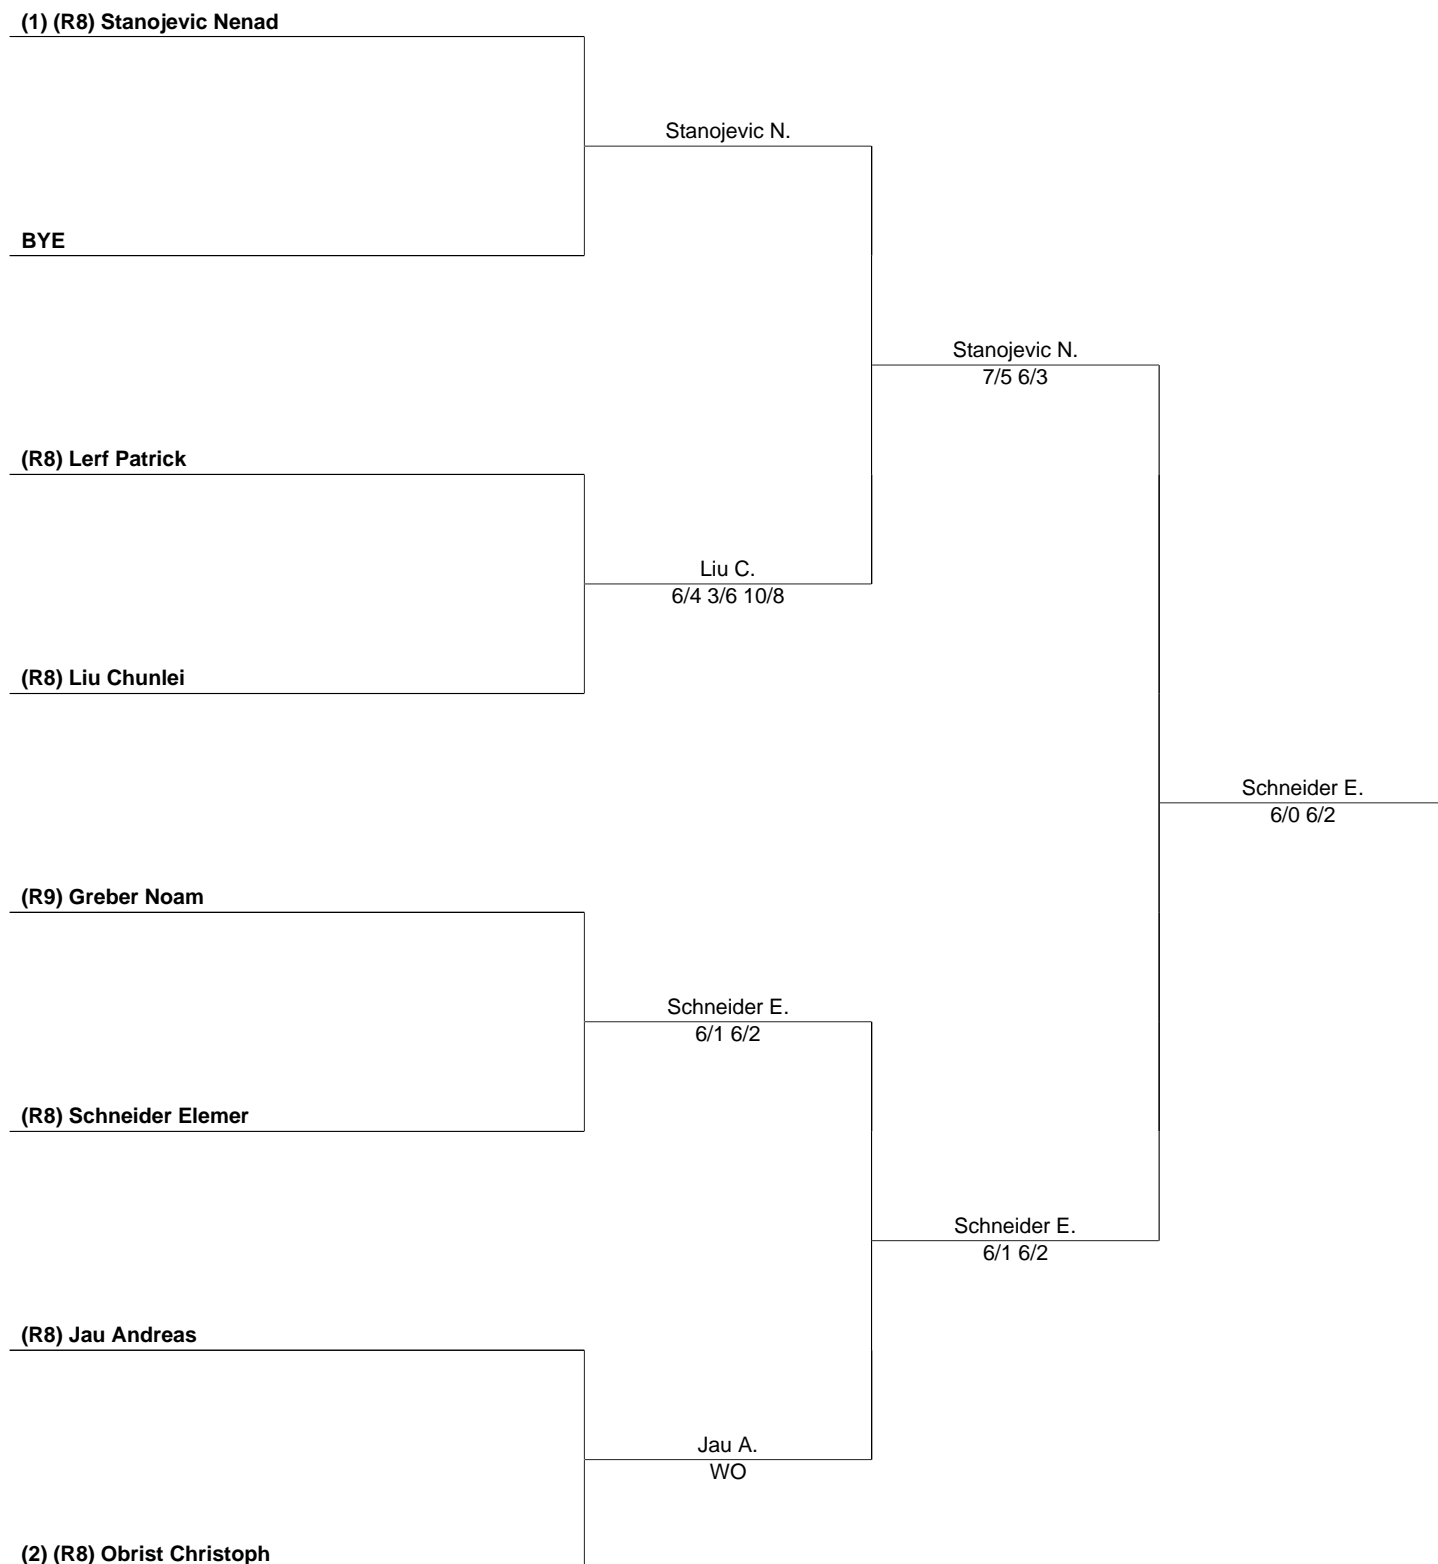 (1) (R8) Stanojevic Nenad
Stanojevic N.
BYE
Stanojevic N.
7/5 6/3
(R8) Lerf Patrick
Liu C.
6/4 3/6 10/8
(R8) Liu Chunlei
Schneider E.
6/0 6/2
(R9) Greber Noam
Schneider E.
6/1 6/2
(R8) Schneider Elemer
Schneider E.
6/1 6/2
(R8) Jau Andreas
Jau A.
WO
(2) (R8) Obrist Christoph